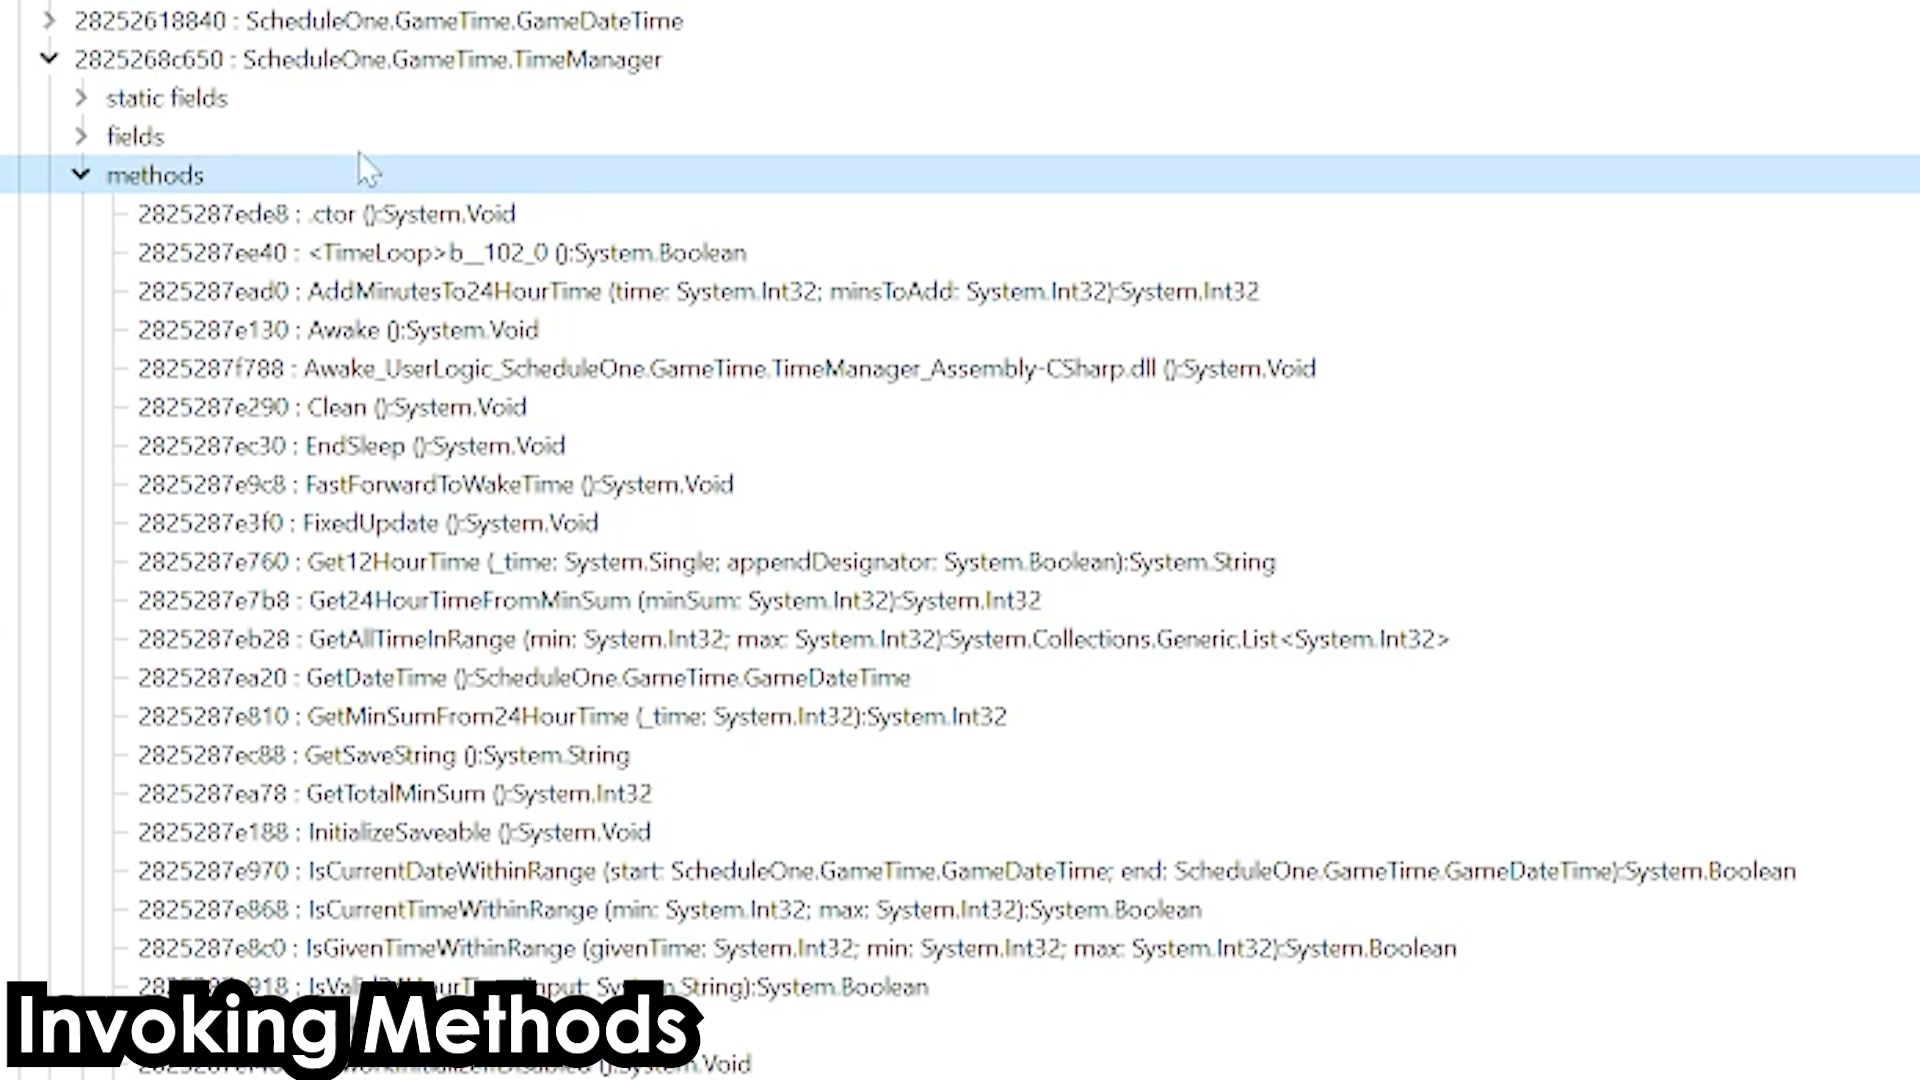 28252618840 : ScheduleOne.GameTime.GameDateTime
2825268c650 : ScheduleOne.GameTime.TimeManager
static fields
fields
methods
2825287ede8 : .ctor ():System.Void
2825287ee40 : <TimeLoop>b__102_0 ():System.Boolean
2825287ead0 : AddMinutesTo24HourTime (time: System.Int32; minsToAdd: System.Int32):System.Int32
2825287e130 : Awake ():System.Void
2825287f788 : Awake_UserLogic_ScheduleOne.GameTime.TimeManager_Assembly-CSharp.dll ():System.Void
2825287e290 : Clean ():System.Void
2825287ec30 : EndSleep ():System.Void
2825287e9c8 : FastForwardToWakeTime ():System.Void
2825287e3f0 : FixedUpdate ():System.Void
2825287e760 : Get12HourTime (_time: System.Single; appendDesignator: System.Boolean):System.String
2825287e7b8 : Get24HourTimeFromMinSum (minSum: System.Int32):System.Int32
2825287eb28 : GetAllTimeInRange (min: System.Int32; max: System.Int32):System.Collections.Generic.List<System.Int32>
2825287ea20 : GetDateTime ():ScheduleOne.GameTime.GameDateTime
2825287e810 : GetMinSumFrom24HourTime (_time: System.Int32):System.Int32
2825287ec88 : GetSaveString ():System.String
2825287ea78 : GetTotalMinSum ():System.Int32
2825287e188 : InitializeSaveable ():System.Void
2825287e970 : IsCurrentDateWithinRange (start: ScheduleOne.GameTime.GameDateTime; end: ScheduleOne.GameTime.GameDateTime):System.Boolean
2825287e868 : IsCurrentTimeWithinRange (min: System.Int32; max: System.Int32):System.Boolean
2825287e8c0 : IsGivenTimeWithinRange (givenTime: System.Int32; min: System.Int32; max: System.Int32):System.Boolean
String):System.Boolean
Invoking Methods
.Void